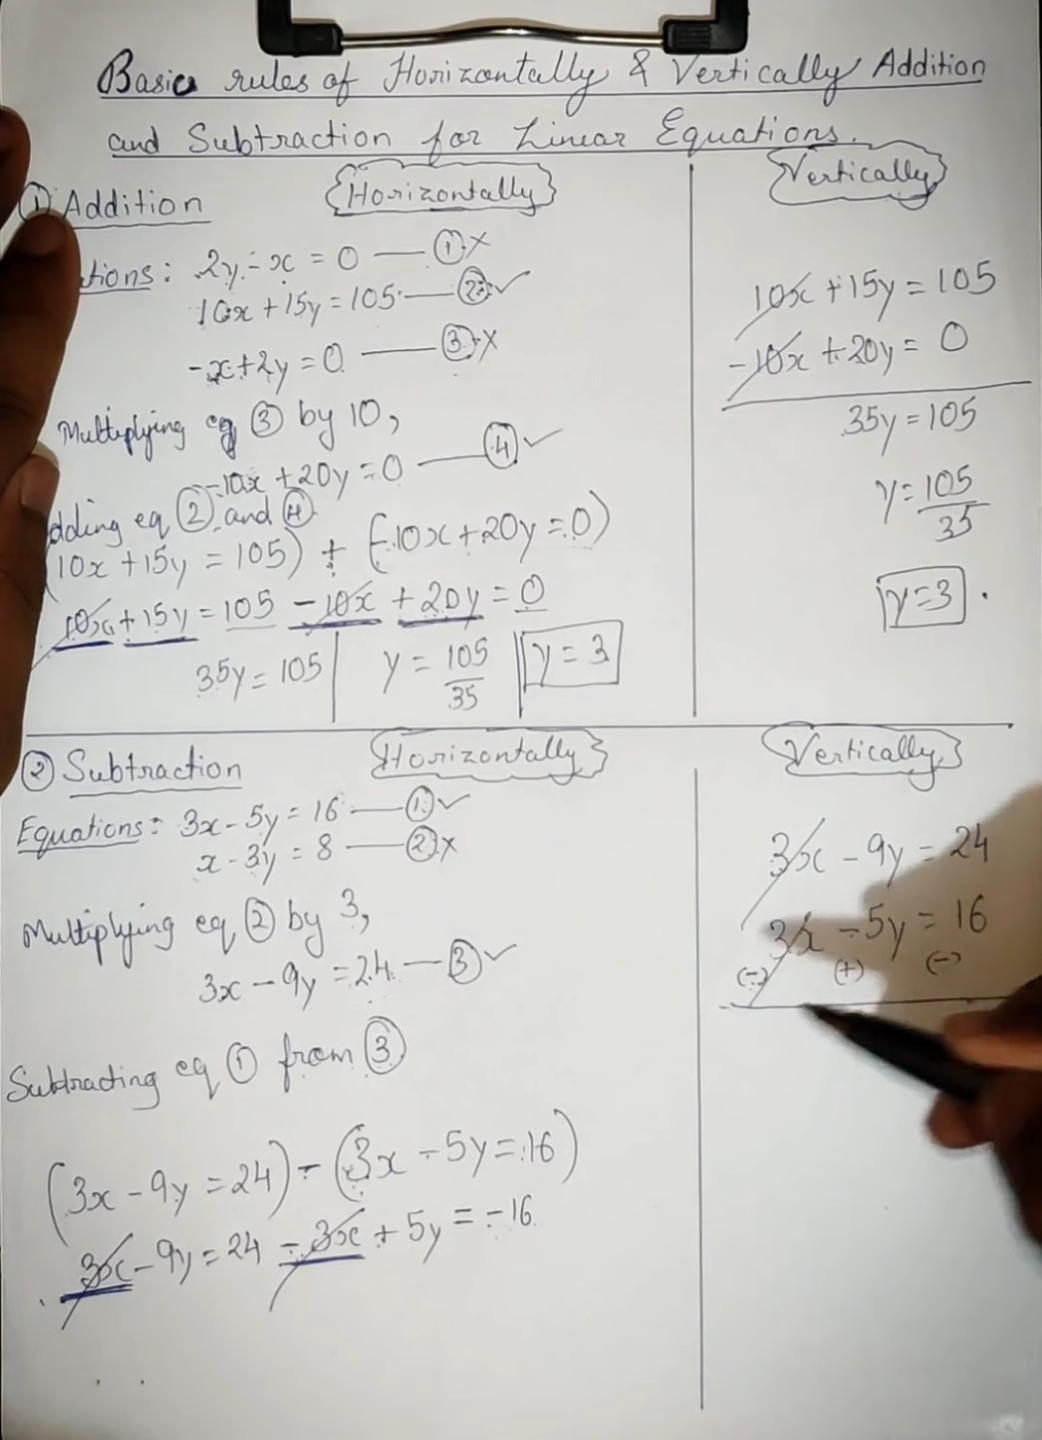 Basic rules of Horizontally & Vertically Addition
and Subtraction for Linear Equations.
① Addition
Horizontally
tions: 2y - x = 0 — ① ×
10x + 15y = 105 — ② ✓
-x + 2y = 0 — ③ ×
Multiplying eq ③ by 10,
-10x + 20y = 0 — ④ ✓
dding eq ② and ④
(10x + 15y = 105) + (-10x + 20y = 0)
10x + 15y = 105 - 10x + 20y = 0
35y = 105 | y = 105/35 | y = 3
Vertically
10x + 15y = 105
-10x + 20y = 0
35y = 105
y = 105/35
y = 3.
② Subtraction
Horizontally
Equations: 3x - 5y = 16 — ① ✓
x - 3y = 8 — ② ×
Multiplying eq ② by 3,
3x - 9y = 24 — ③ ✓
Subtracting eq ① from ③
(3x - 9y = 24) - (3x - 5y = 16)
3x - 9y = 24 - 3x + 5y = -16
Vertically
3x - 9y = 24
3x - 5y = 16
(-) (+) (-)